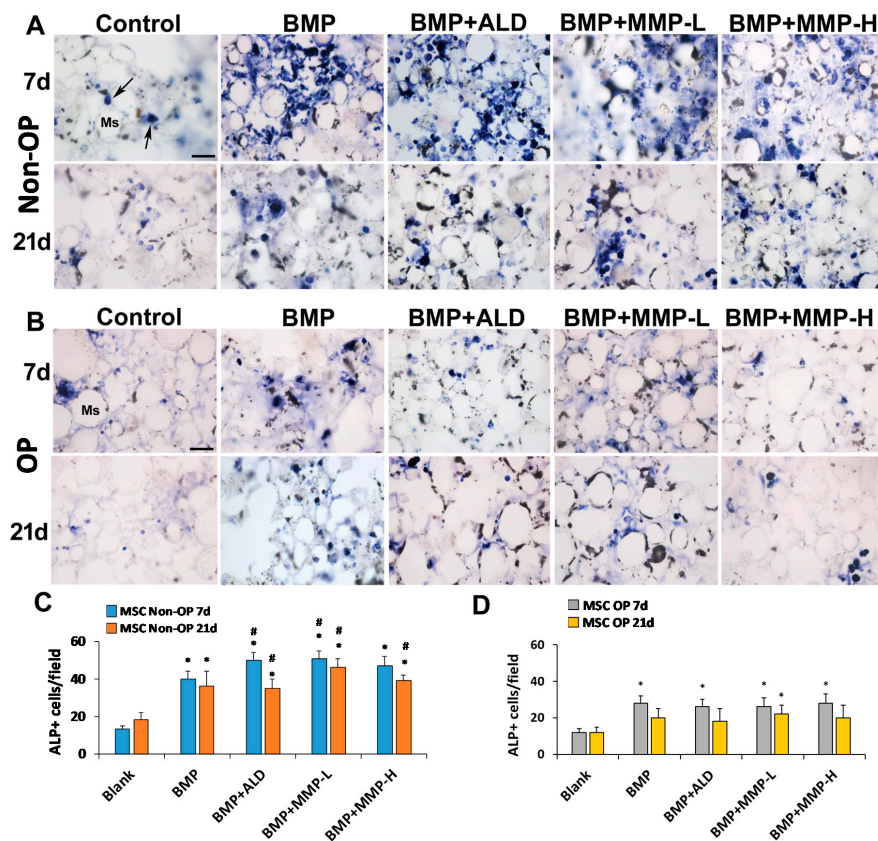 A Control BMP BMP+ALD BMP+MMP-L BMP+MMP-H
Non-OP
7d
Ms
21d
B Control BMP BMP+ALD BMP+MMP-L BMP+MMP-H
OP
7d
Ms
21d
C
MSC Non-OP 7d
MSC Non-OP 21d
ALP+ cells/field
60
40
20
0
* * # * # * # * # * * # *
Blank BMP BMP+ALD BMP+MMP-L BMP+MMP-H
D
MSC OP 7d
MSC OP 21d
ALP+ cells/field
60
40
20
0
* * * * *
Blank BMP BMP+ALD BMP+MMP-L BMP+MMP-H